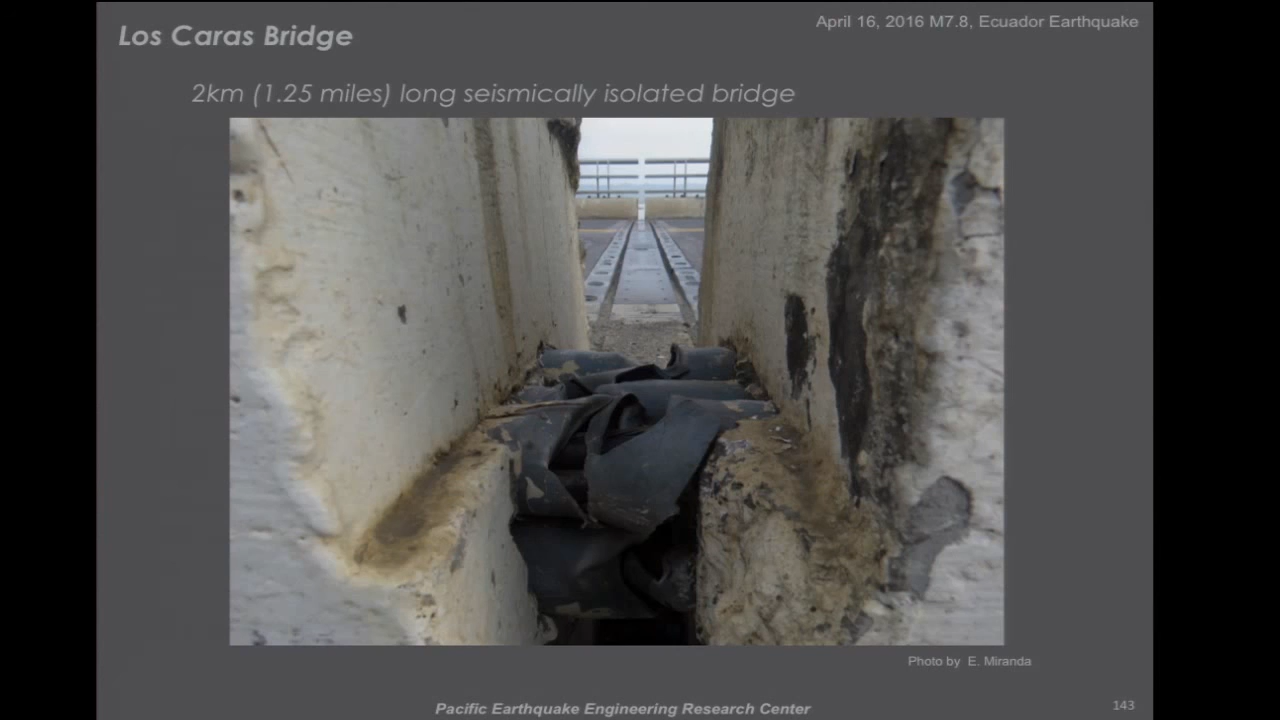 Los Caras Bridge
April 16, 2016 M7.8, Ecuador Earthquake
2km (1.25 miles) long seismically isolated bridge
Photo by E. Miranda
Pacific Earthquake Engineering Research Center
143